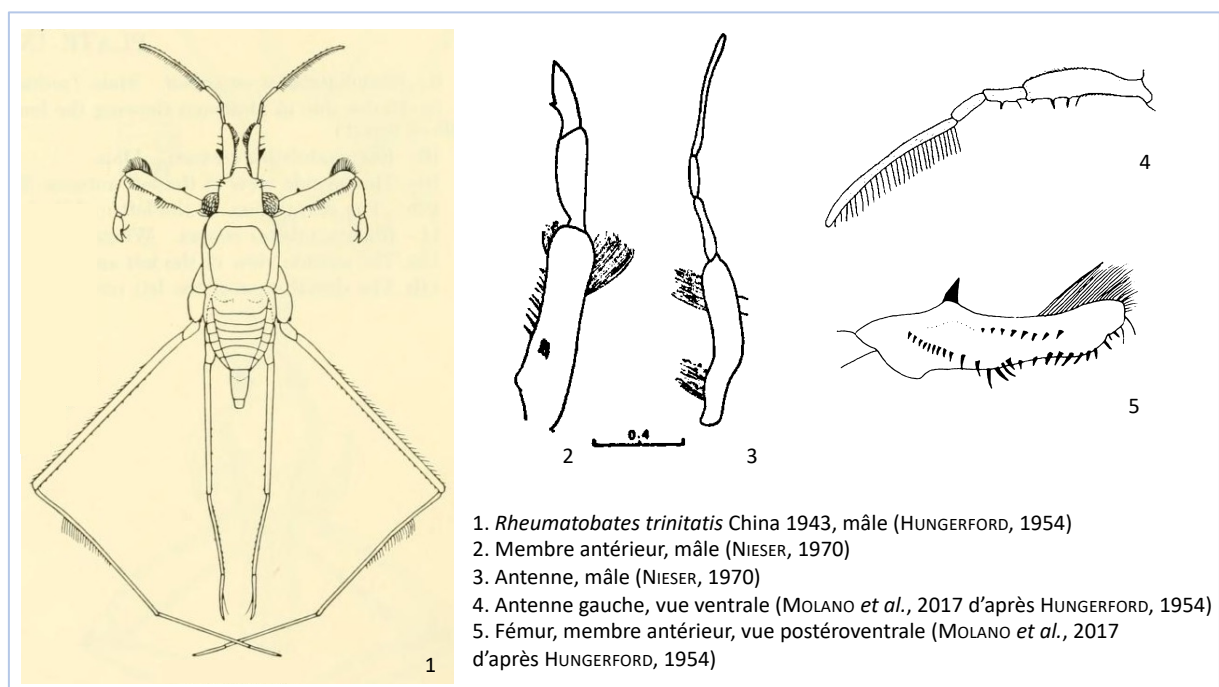 1
2
3
0.4
4
5
1. Rheumatobates trinitatis China 1943, mâle (HUNGERFORD, 1954)
2. Membre antérieur, mâle (NIESER, 1970)
3. Antenne, mâle (NIESER, 1970)
4. Antenne gauche, vue ventrale (MOLANO et al., 2017 d’après HUNGERFORD, 1954)
5. Fémur, membre antérieur, vue postéroventrale (MOLANO et al., 2017
d’après HUNGERFORD, 1954)